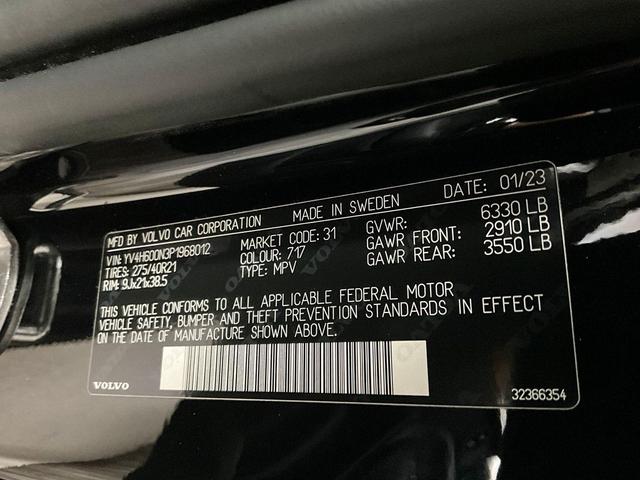 MFD BY VOLVO CAR CORPORATION MADE IN SWEDEN DATE: 01/23
VIN: YV4H600N3P1968012 MARKET CODE: 31 GVWR: 6330 LB
TIRES: 275/40R21 COLOUR: 717 GAWR FRONT: 2910 LB
RIM: 9Jx21x38.5 TYPE: MPV GAWR REAR: 3550 LB
THIS VEHICLE CONFORMS TO ALL APPLICABLE FEDERAL MOTOR
VEHICLE SAFETY, BUMPER AND THEFT PREVENTION STANDARDS IN EFFECT
ON THE DATE OF MANUFACTURE SHOWN ABOVE.
VOLVO 32366354